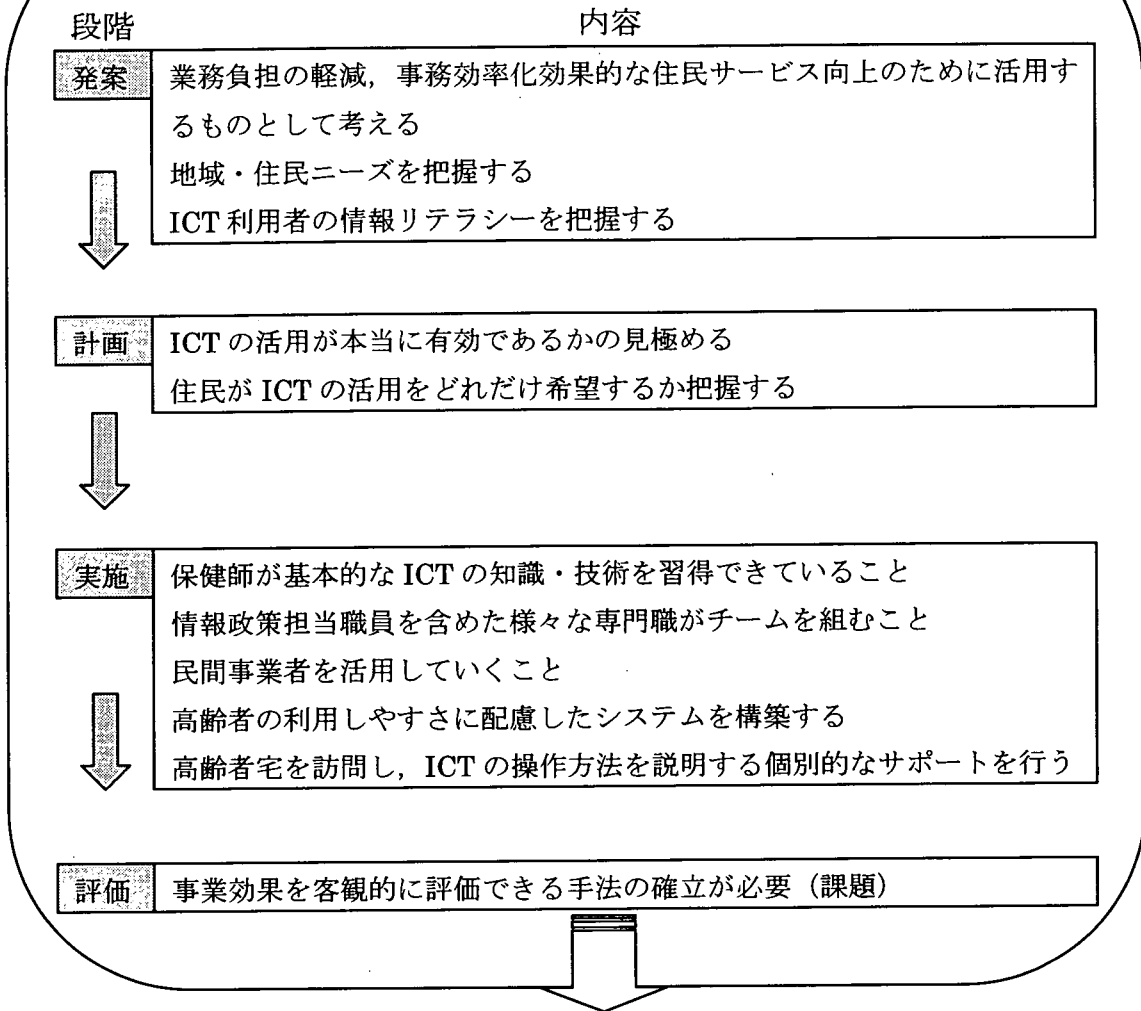 段階 内容
発案 業務負担の軽減，事務効率化効果的な住民サービス向上のために活用す
るものとして考える
地域・住民ニーズを把握する
ICT 利用者の情報リテラシーを把握する
計画 ICT の活用が本当に有効であるかの見極める
住民が ICT の活用をどれだけ希望するか把握する
実施 保健師が基本的な ICT の知識・技術を習得できていること
情報政策担当職員を含めた様々な専門職がチームを組むこと
民間事業者を活用していくこと
高齢者の利用しやすさに配慮したシステムを構築する
高齢者宅を訪問し，ICT の操作方法を説明する個別的なサポートを行う
評価 事業効果を客観的に評価できる手法の確立が必要（課題）